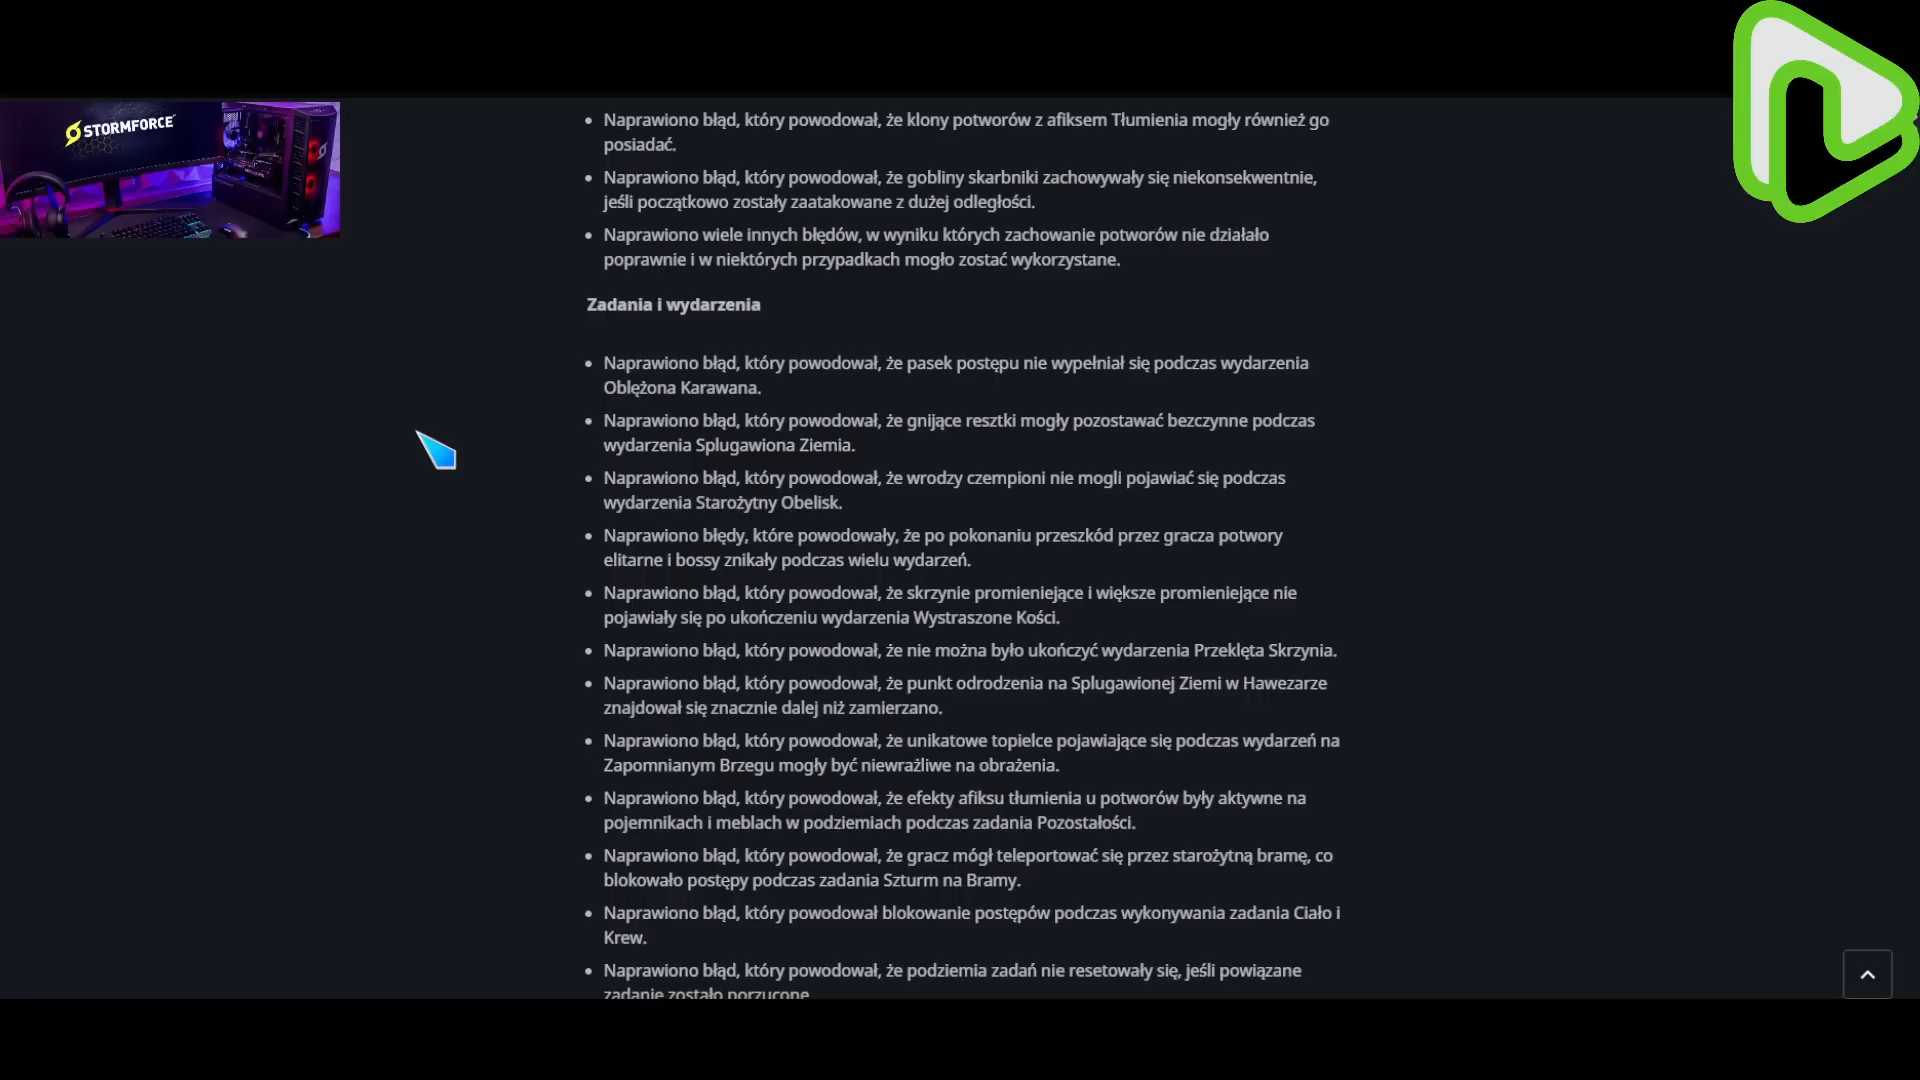 STORMFORCE
Naprawiono błąd, który powodował, że klony potworów z afiksem Tłumienia mogły również go
posiadać.
Naprawiono błąd, który powodował, że gobliny skarbniki zachowywały się niekonsekwentnie,
jeśli początkowo zostały zaatakowane z dużej odległości.
Naprawiono wiele innych błędów, w wyniku których zachowanie potworów nie działało
poprawnie i w niektórych przypadkach mogło zostać wykorzystane.
Zadania i wydarzenia
Naprawiono błąd, który powodował, że pasek postępu nie wypełniał się podczas wydarzenia
Oblężona Karawana.
Naprawiono błąd, który powodował, że gnijące resztki mogły pozostawać bezczynne podczas
wydarzenia Splugawiona Ziemia.
Naprawiono błąd, który powodował, że wrodzy czempioni nie mogli pojawiać się podczas
wydarzenia Starożytny Obelisk.
Naprawiono błędy, które powodowały, że po pokonaniu przeszkód przez gracza potwory
elitarne i bossy znikały podczas wielu wydarzeń.
Naprawiono błąd, który powodował, że skrzynie promieniejące i większe promieniejące nie
pojawiały się po ukończeniu wydarzenia Wystraszone Kości.
Naprawiono błąd, który powodował, że nie można było ukończyć wydarzenia Przeklęta Skrzynia.
Naprawiono błąd, który powodował, że punkt odrodzenia na Splugawionej Ziemi w Hawezarze
znajdował się znacznie dalej niż zamierzano.
Naprawiono błąd, który powodował, że unikatowe topielce pojawiające się podczas wydarzeń na
Zapomnianym Brzegu mogły być niewrażliwe na obrażenia.
Naprawiono błąd, który powodował, że efekty afiksu tłumienia u potworów były aktywne na
pojemnikach i meblach w podziemiach podczas zadania Pozostałości.
Naprawiono błąd, który powodował, że gracz mógł teleportować się przez starożytną bramę, co
blokowało postępy podczas zadania Szturm na Bramy.
Naprawiono błąd, który powodował blokowanie postępów podczas wykonywania zadania Ciało i
Krew.
Naprawiono błąd, który powodował, że podziemia zadań nie resetowały się, jeśli powiązane
zadanie zostało porzucone